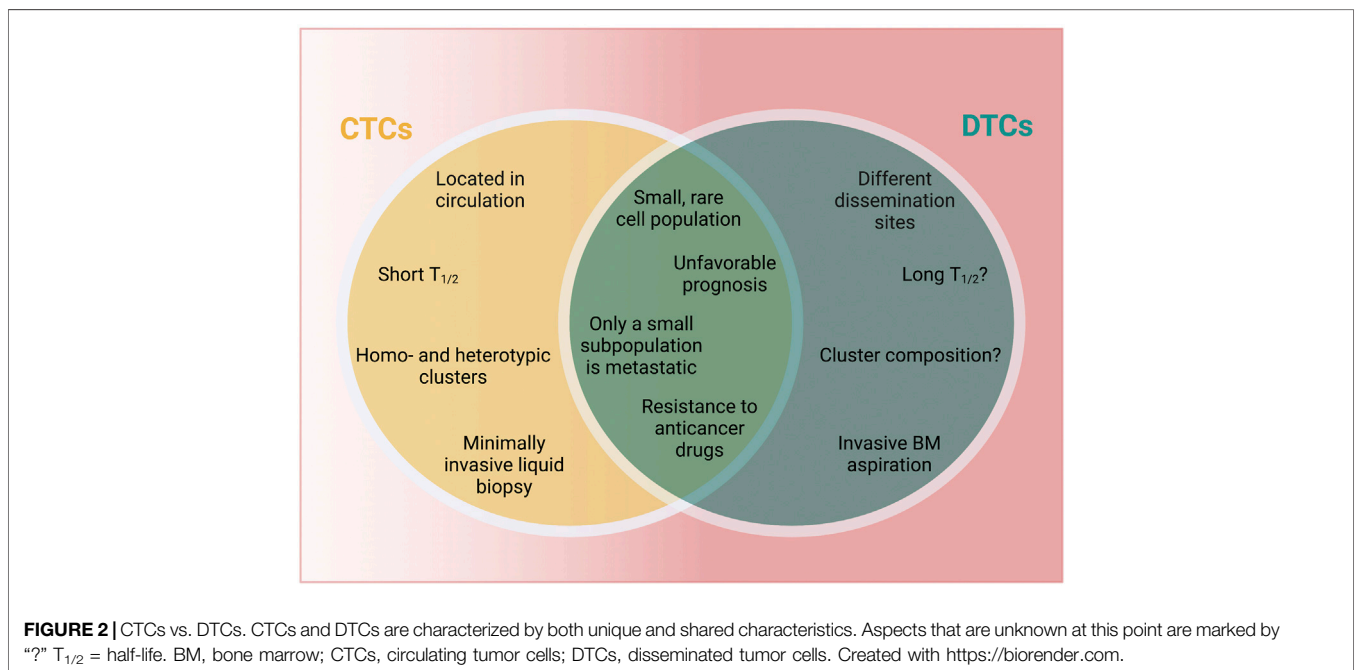 CTCs
DTCs
Located in
circulation
Short T1/2
Homo- and heterotypic
clusters
Minimally
invasive liquid
biopsy
Small, rare
cell population
Unfavorable
prognosis
Only a small
subpopulation
is metastatic
Resistance to
anticancer
drugs
Different
dissemination
sites
Long T1/2?
Cluster composition?
Invasive BM
aspiration
FIGURE 2 | CTCs vs. DTCs. CTCs and DTCs are characterized by both unique and shared characteristics. Aspects that are unknown at this point are marked by
“?” T1/2 = half-life. BM, bone marrow; CTCs, circulating tumor cells; DTCs, disseminated tumor cells. Created with https://biorender.com.